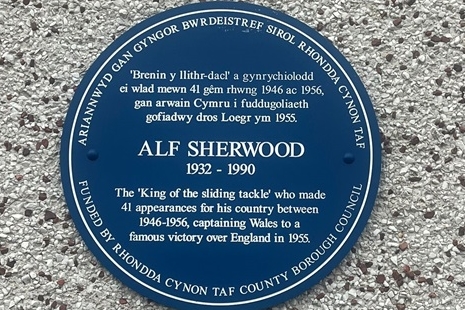 ARIANNWYD GAN GYNGOR BWRDEISTREF SIROL RHONDDA CYNON TAF
'Brenin y llithr-dacl' a gynrychiolodd
ei wlad mewn 41 gêm rhwng 1946 ac 1956,
gan arwain Cymru i fuddugoliaeth
gofiadwy dros Loegr ym 1955.
ALF SHERWOOD
1932 - 1990
The 'King of the sliding tackle' who made
41 appearances for his country between
1946-1956, captaining Wales to a
famous victory over England in 1955.
FUNDED BY RHONDDA CYNON TAF COUNTY BOROUGH COUNCIL